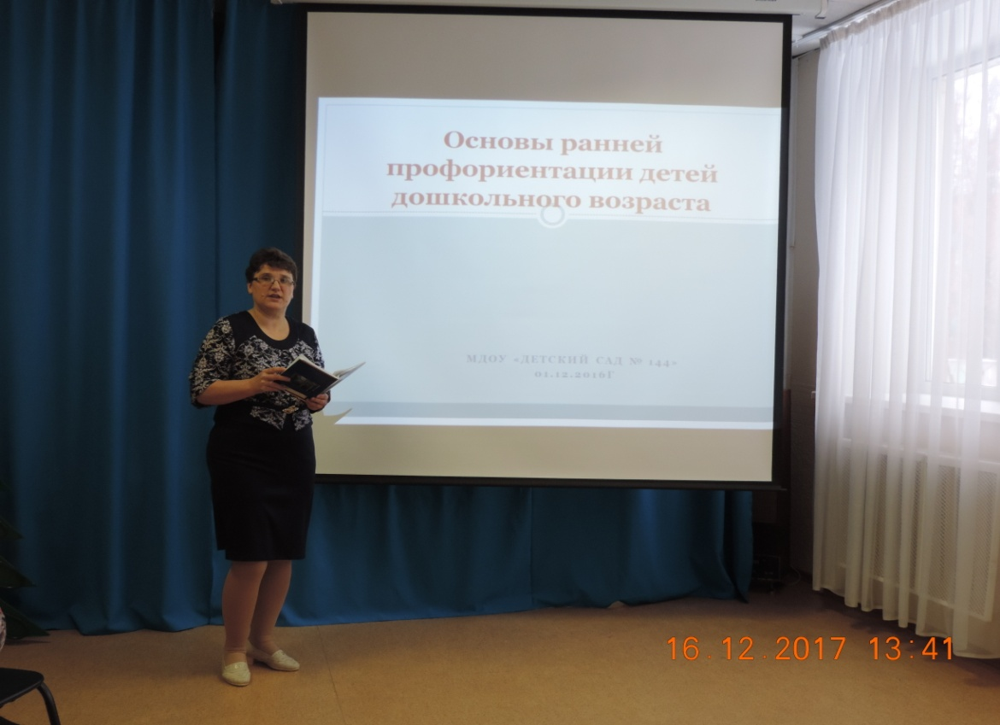 Основы ранней
профориентации детей
дошкольного возраста
МДОУ «ДЕТСКИЙ САД № 144»
01.12.2016Г
16.12.2017 13:41